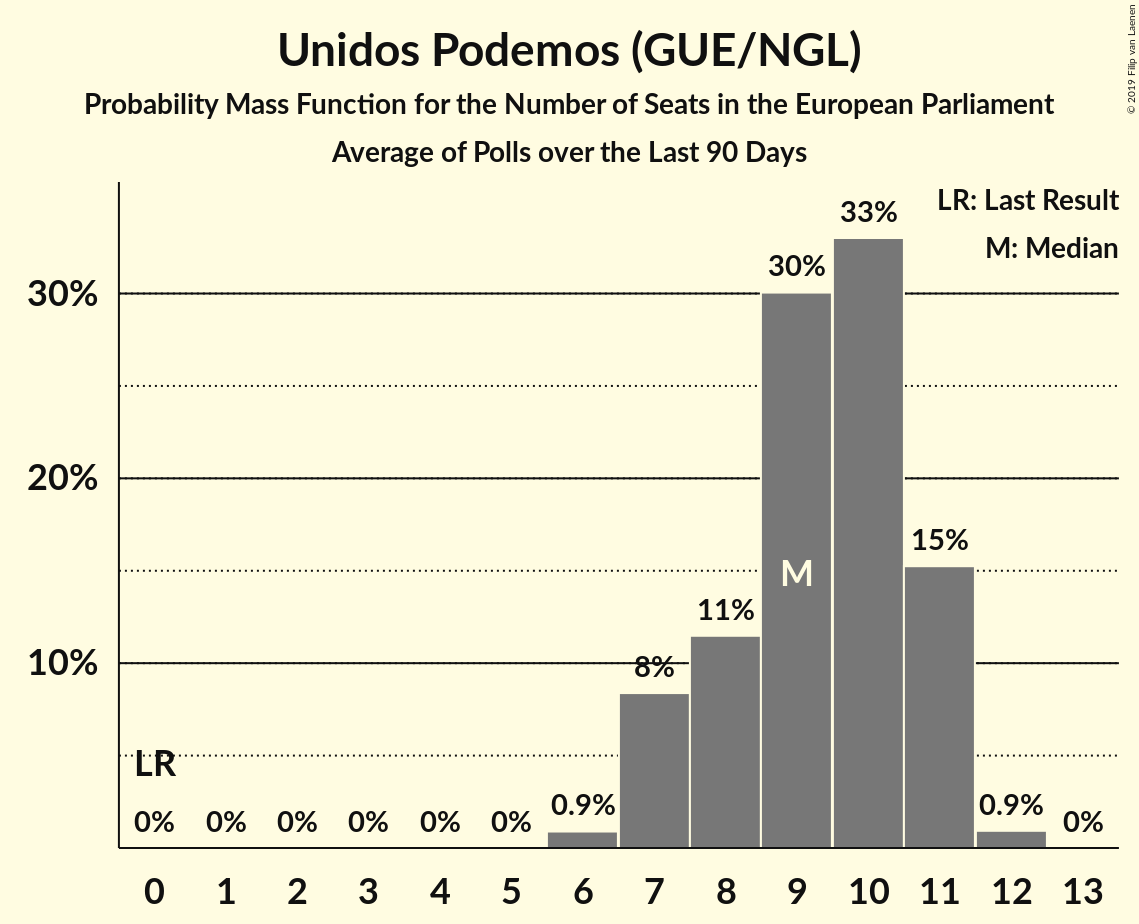 Unidos Podemos (GUE/NGL)
Probability Mass Function for the Number of Seats in the European Parliament
Average of Polls over the Last 90 Days
© 2019 Filip van Laenen
LR: Last Result
M: Median
33%
30%
30%
20%
15%
M
11%
10%
8%
LR
0% 0% 0% 0% 0% 0% 0.9% 0.9% 0%
0 1 2 3 4 5 6 7 8 9 10 11 12 13